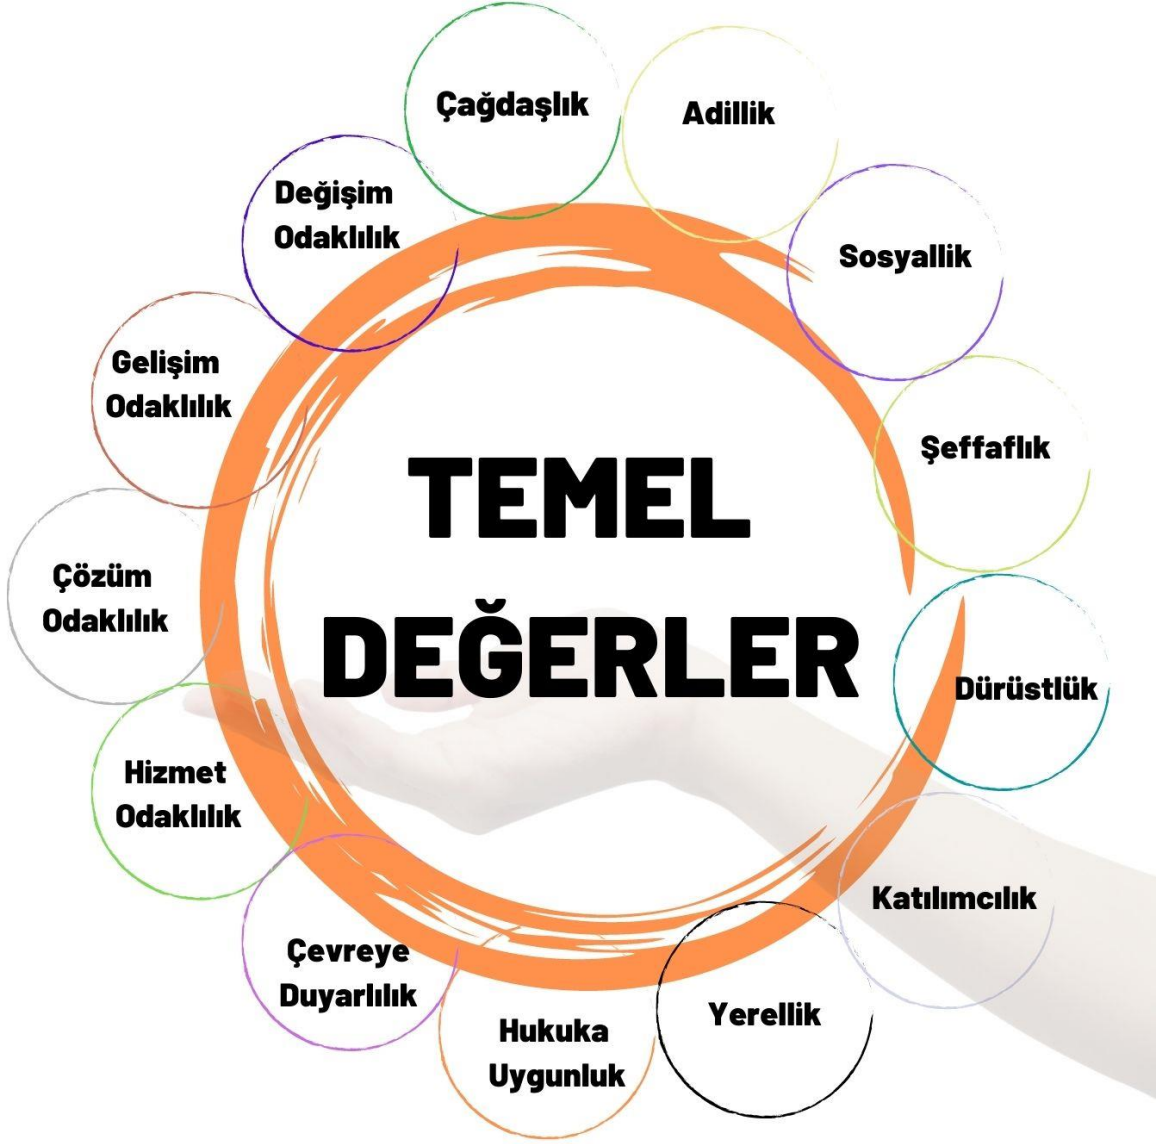 TEMEL
DEĞERLER
Çağdaşlık
Adillik
Sosyallik
Şeffaflık
Dürüstlük
Katılımcılık
Yerellik
Hukuka
Uygunluk
Çevreye
Duyarlılık
Hizmet
Odaklılık
Çözüm
Odaklılık
Gelişim
Odaklılık
Değişim
Odaklılık